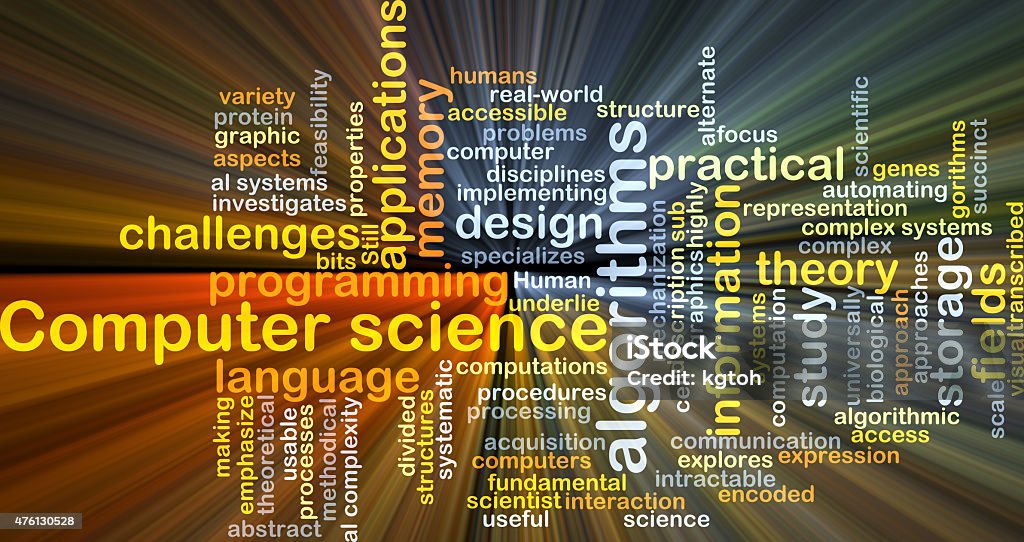 applications
humans
real-world
accessible
structure
alternate
variety
protein
graphic
aspects
feasibility
properties
memory
problems
computer
disciplines
implementing
focus
practical
scientific
genes
automating
gorithms
succinct
al systems
investigates
challenges
still
bits
design
specializes
algorithms
highly
sub
information
representation
complex systems
complex
programming
Human
underlie
theory
Computer science
language
computations
procedures
processing
iStock
Credit: kgtoh
mechanization
scription
graphics
systems
computation
study
universally
biological
approach
approaches
storage
fields
transcribed
scale
making
emphasize
theoretical
usable
processes
methodical
al complexity
divided
structures
systematic
abstract
acquisition
computers
fundamental
scientist
interaction
useful
science
communication
explores
intractable
encoded
expression
algorithmic
access
476130528